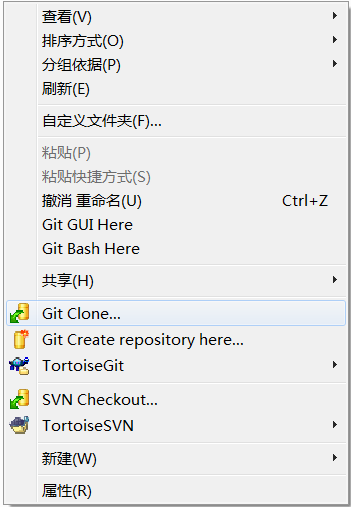 查看(V)
排序方式(O)
分组依据(P)
刷新(E)
自定义文件夹(F)...
粘贴(P)
粘贴快捷方式(S)
撤消 重命名(U) Ctrl+Z
Git GUI Here
Git Bash Here
共享(H)
Git Clone...
Git Create repository here...
TortoiseGit
SVN Checkout...
TortoiseSVN
新建(W)
属性(R)